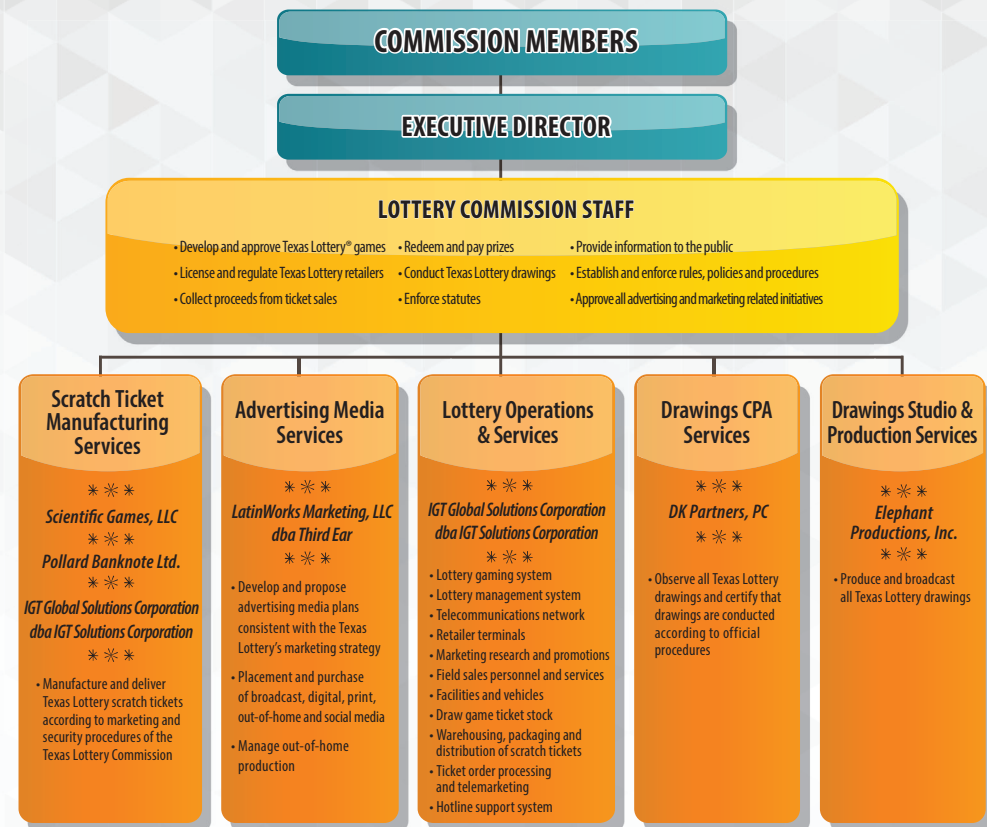 COMMISSION MEMBERS
EXECUTIVE DIRECTOR
LOTTERY COMMISSION STAFF
• Develop and approve Texas Lottery® games
• License and regulate Texas Lottery retailers
• Collect proceeds from ticket sales
• Redeem and pay prizes
• Conduct Texas Lottery drawings
• Enforce statutes
• Provide information to the public
• Establish and enforce rules, policies and procedures
• Approve all advertising and marketing related initiatives
Scratch Ticket
Manufacturing
Services
Scientific Games, LLC
Pollard Banknote Ltd.
IGT Global Solutions Corporation
dba IGT Solutions Corporation
• Manufacture and deliver
Texas Lottery scratch tickets
according to marketing and
security procedures of the
Texas Lottery Commission
Advertising Media
Services
LatinWorks Marketing, LLC
dba Third Ear
• Develop and propose
advertising media plans
consistent with the Texas
Lottery's marketing strategy
• Placement and purchase
of broadcast, digital, print,
out-of-home and social media
• Manage out-of-home
production
Lottery Operations
& Services
IGT Global Solutions Corporation
dba IGT Solutions Corporation
• Lottery gaming system
• Lottery management system
• Telecommunications network
• Retailer terminals
• Marketing research and promotions
• Field sales personnel and services
• Facilities and vehicles
• Draw game ticket stock
• Warehousing, packaging and
distribution of scratch tickets
• Ticket order processing
and telemarketing
• Hotline support system
Drawings CPA
Services
DK Partners, PC
• Observe all Texas Lottery
drawings and certify that
drawings are conducted
according to official
procedures
Drawings Studio &
Production Services
Elephant
Productions, Inc.
• Produce and broadcast
all Texas Lottery drawings